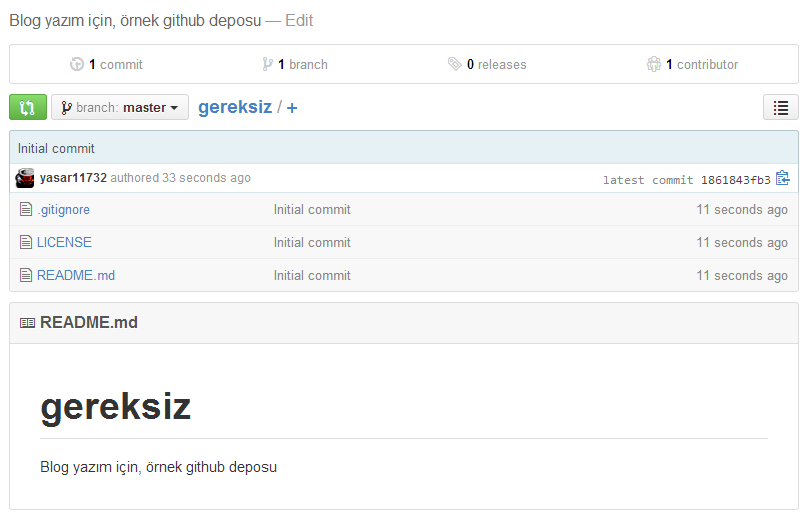 Blog yazım için, örnek github deposu — Edit
1 commit 1 branch 0 releases 1 contributor
branch: master gereksiz / +
Initial commit
yasar11732 authored 33 seconds ago latest commit 1861843fb3
.gitignore Initial commit 11 seconds ago
LICENSE Initial commit 11 seconds ago
README.md Initial commit 11 seconds ago
README.md
gereksiz
Blog yazım için, örnek github deposu